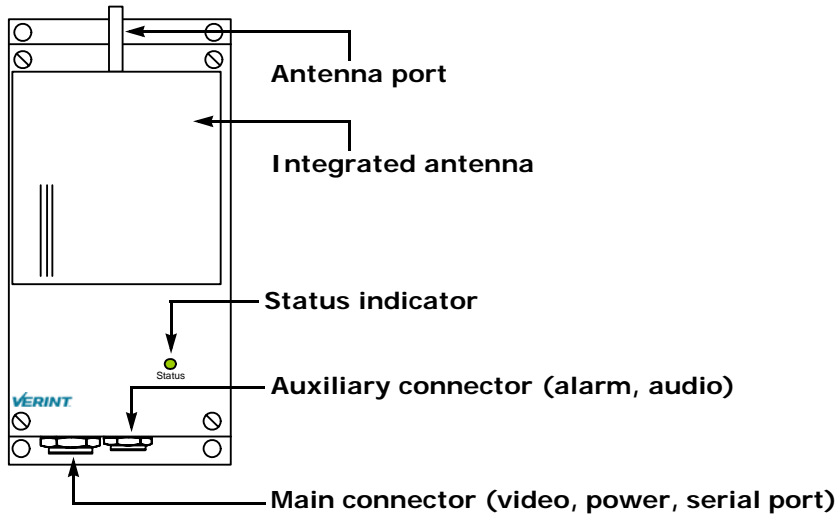 Antenna port
Integrated antenna
Status indicator
Status
Auxiliary connector (alarm, audio)
VERINT
Main connector (video, power, serial port)